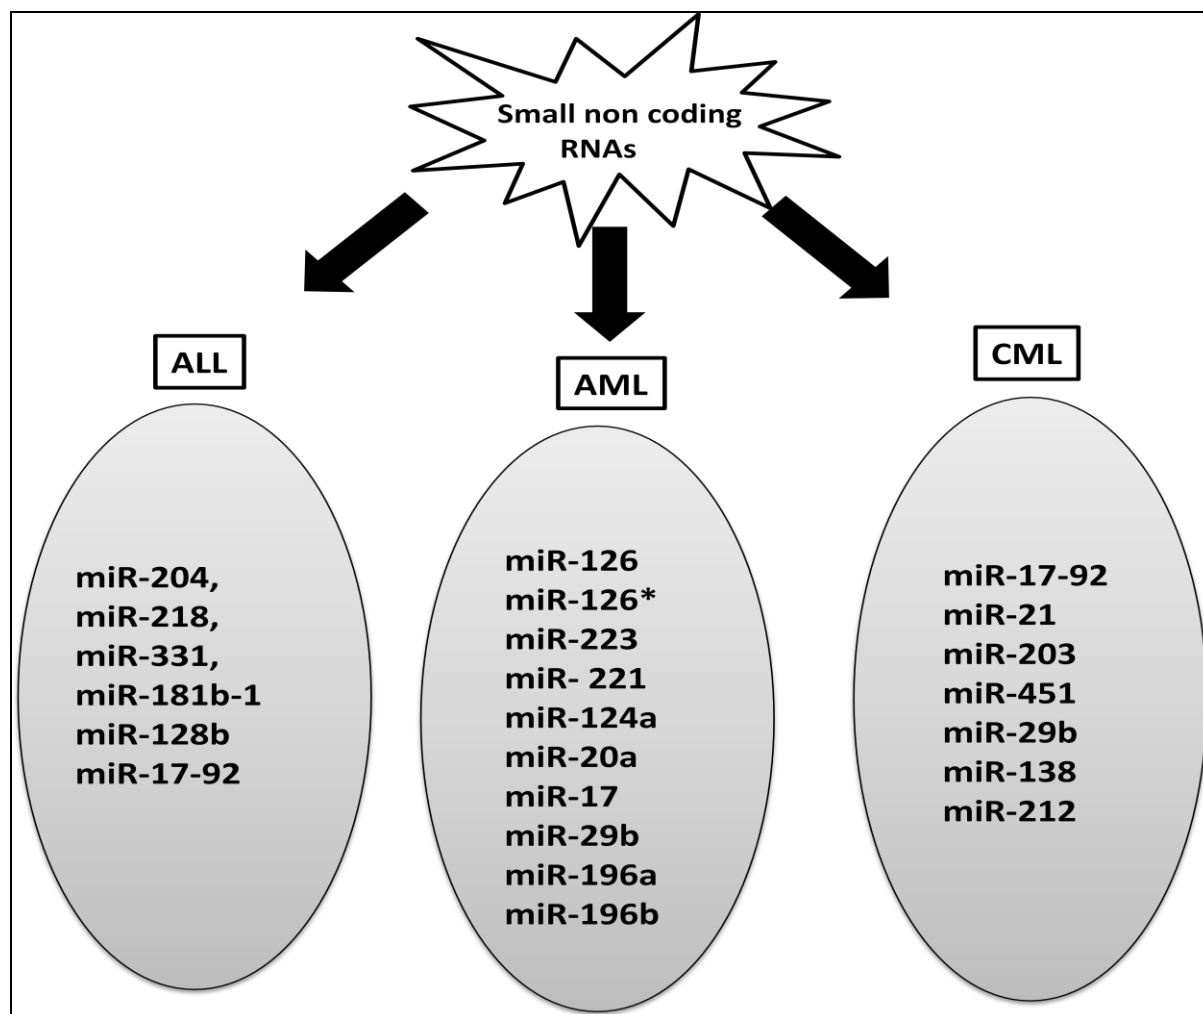 Small non coding
RNAs
ALL
miR-204,
miR-218,
miR-331,
miR-181b-1
miR-128b
miR-17-92
AML
miR-126
miR-126*
miR-223
miR- 221
miR-124a
miR-20a
miR-17
miR-29b
miR-196a
miR-196b
CML
miR-17-92
miR-21
miR-203
miR-451
miR-29b
miR-138
miR-212